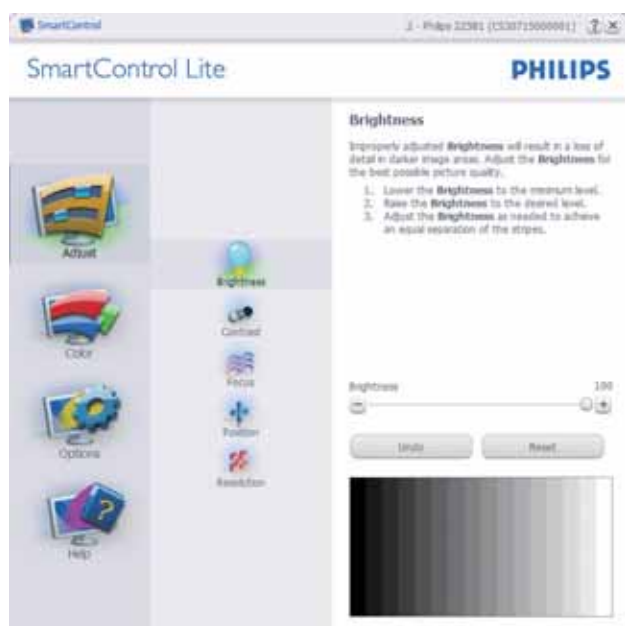 SmartControl
SmartControl Lite
PHILIPS
Adjust
Color
Options
Help
Brightness
Contrast
Focus
Position
Resolution
Brightness
Improperly adjusted Brightness will result in a loss of
detail in darker image areas. Adjust the Brightness for
the best possible picture quality.
1. Lower the Brightness to the minimum level.
2. Raise the Brightness to the desired level.
3. Adjust the Brightness as needed to achieve
an equal separation of the stripes.
Brightness 100
Undo Reset